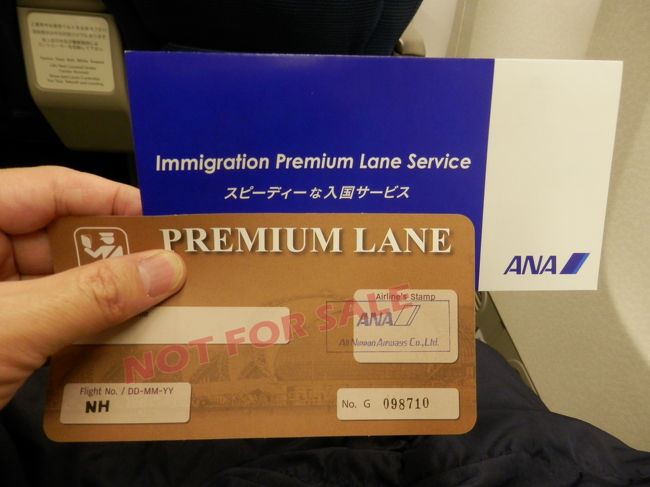 Immigration Premium Lane Service
スピーディーな入国サービス
ANA
PREMIUM LANE
NOT FOR SALE
Airline's Stamp
ANA
All Nippon Airways Co., Ltd.
Flight No. / DD-MM-YY
NH
No. G 098710